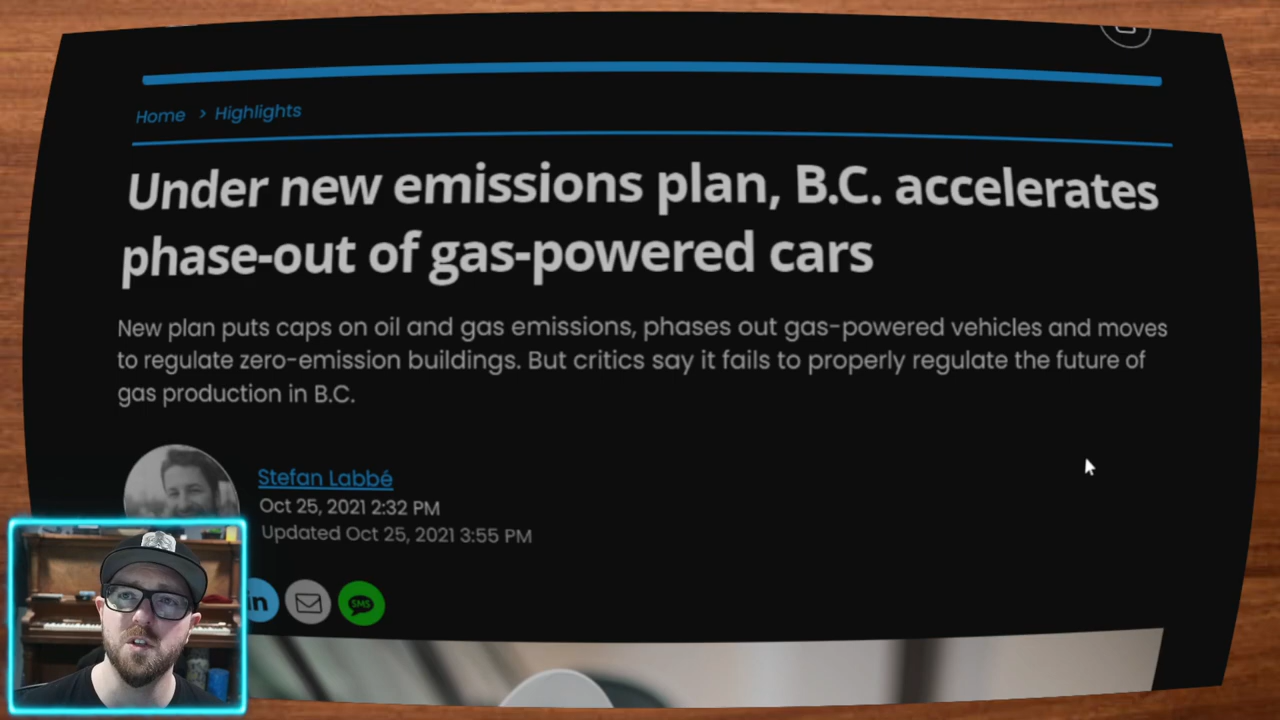 Home > Highlights
Under new emissions plan, B.C. accelerates
phase-out of gas-powered cars
New plan puts caps on oil and gas emissions, phases out gas-powered vehicles and moves
to regulate zero-emission buildings. But critics say it fails to properly regulate the future of
gas production in B.C.
Stefan Labbé
Oct 25, 2021 2:32 PM
Updated Oct 25, 2021 3:55 PM
in
SMS